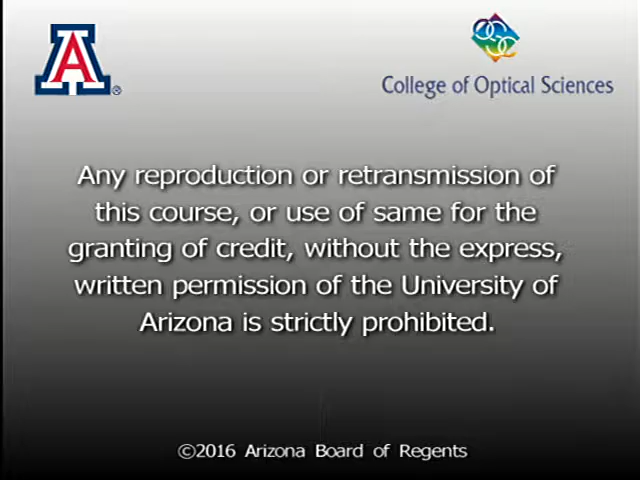 A
®
OSC
College of Optical Sciences
Any reproduction or retransmission of
this course, or use of same for the
granting of credit, without the express,
written permission of the University of
Arizona is strictly prohibited.
©2016 Arizona Board of Regents